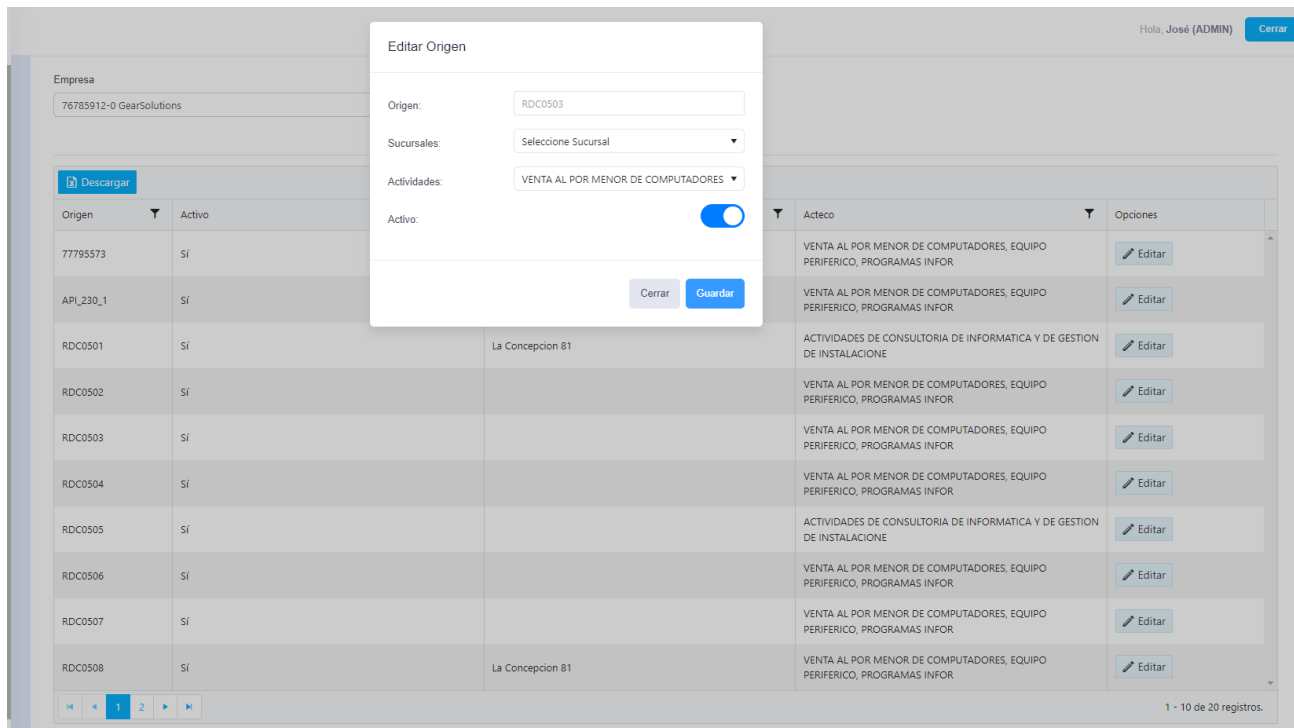 Hola, José (ADMIN) Cerrar
Editar Origen
Empresa
76785912-0 GearSolutions
Origen: RDC0503
Sucursales: Seleccione Sucursal
Actividades: VENTA AL POR MENOR DE COMPUTADORES
Activo:
Cerrar Guardar
Descargar
Origen Activo Acteco Opciones
77795573 Sí VENTA AL POR MENOR DE COMPUTADORES, EQUIPO
PERIFERICO, PROGRAMAS INFOR Editar
API_230_1 Sí VENTA AL POR MENOR DE COMPUTADORES, EQUIPO
PERIFERICO, PROGRAMAS INFOR Editar
RDC0501 Sí La Concepcion 81 ACTIVIDADES DE CONSULTORIA DE INFORMATICA Y DE GESTION
DE INSTALACIONE Editar
RDC0502 Sí VENTA AL POR MENOR DE COMPUTADORES, EQUIPO
PERIFERICO, PROGRAMAS INFOR Editar
RDC0503 Sí VENTA AL POR MENOR DE COMPUTADORES, EQUIPO
PERIFERICO, PROGRAMAS INFOR Editar
RDC0504 Sí VENTA AL POR MENOR DE COMPUTADORES, EQUIPO
PERIFERICO, PROGRAMAS INFOR Editar
RDC0505 Sí ACTIVIDADES DE CONSULTORIA DE INFORMATICA Y DE GESTION
DE INSTALACIONE Editar
RDC0506 Sí VENTA AL POR MENOR DE COMPUTADORES, EQUIPO
PERIFERICO, PROGRAMAS INFOR Editar
RDC0507 Sí VENTA AL POR MENOR DE COMPUTADORES, EQUIPO
PERIFERICO, PROGRAMAS INFOR Editar
RDC0508 Sí La Concepcion 81 VENTA AL POR MENOR DE COMPUTADORES, EQUIPO
PERIFERICO, PROGRAMAS INFOR Editar
1 2 1 - 10 de 20 registros.